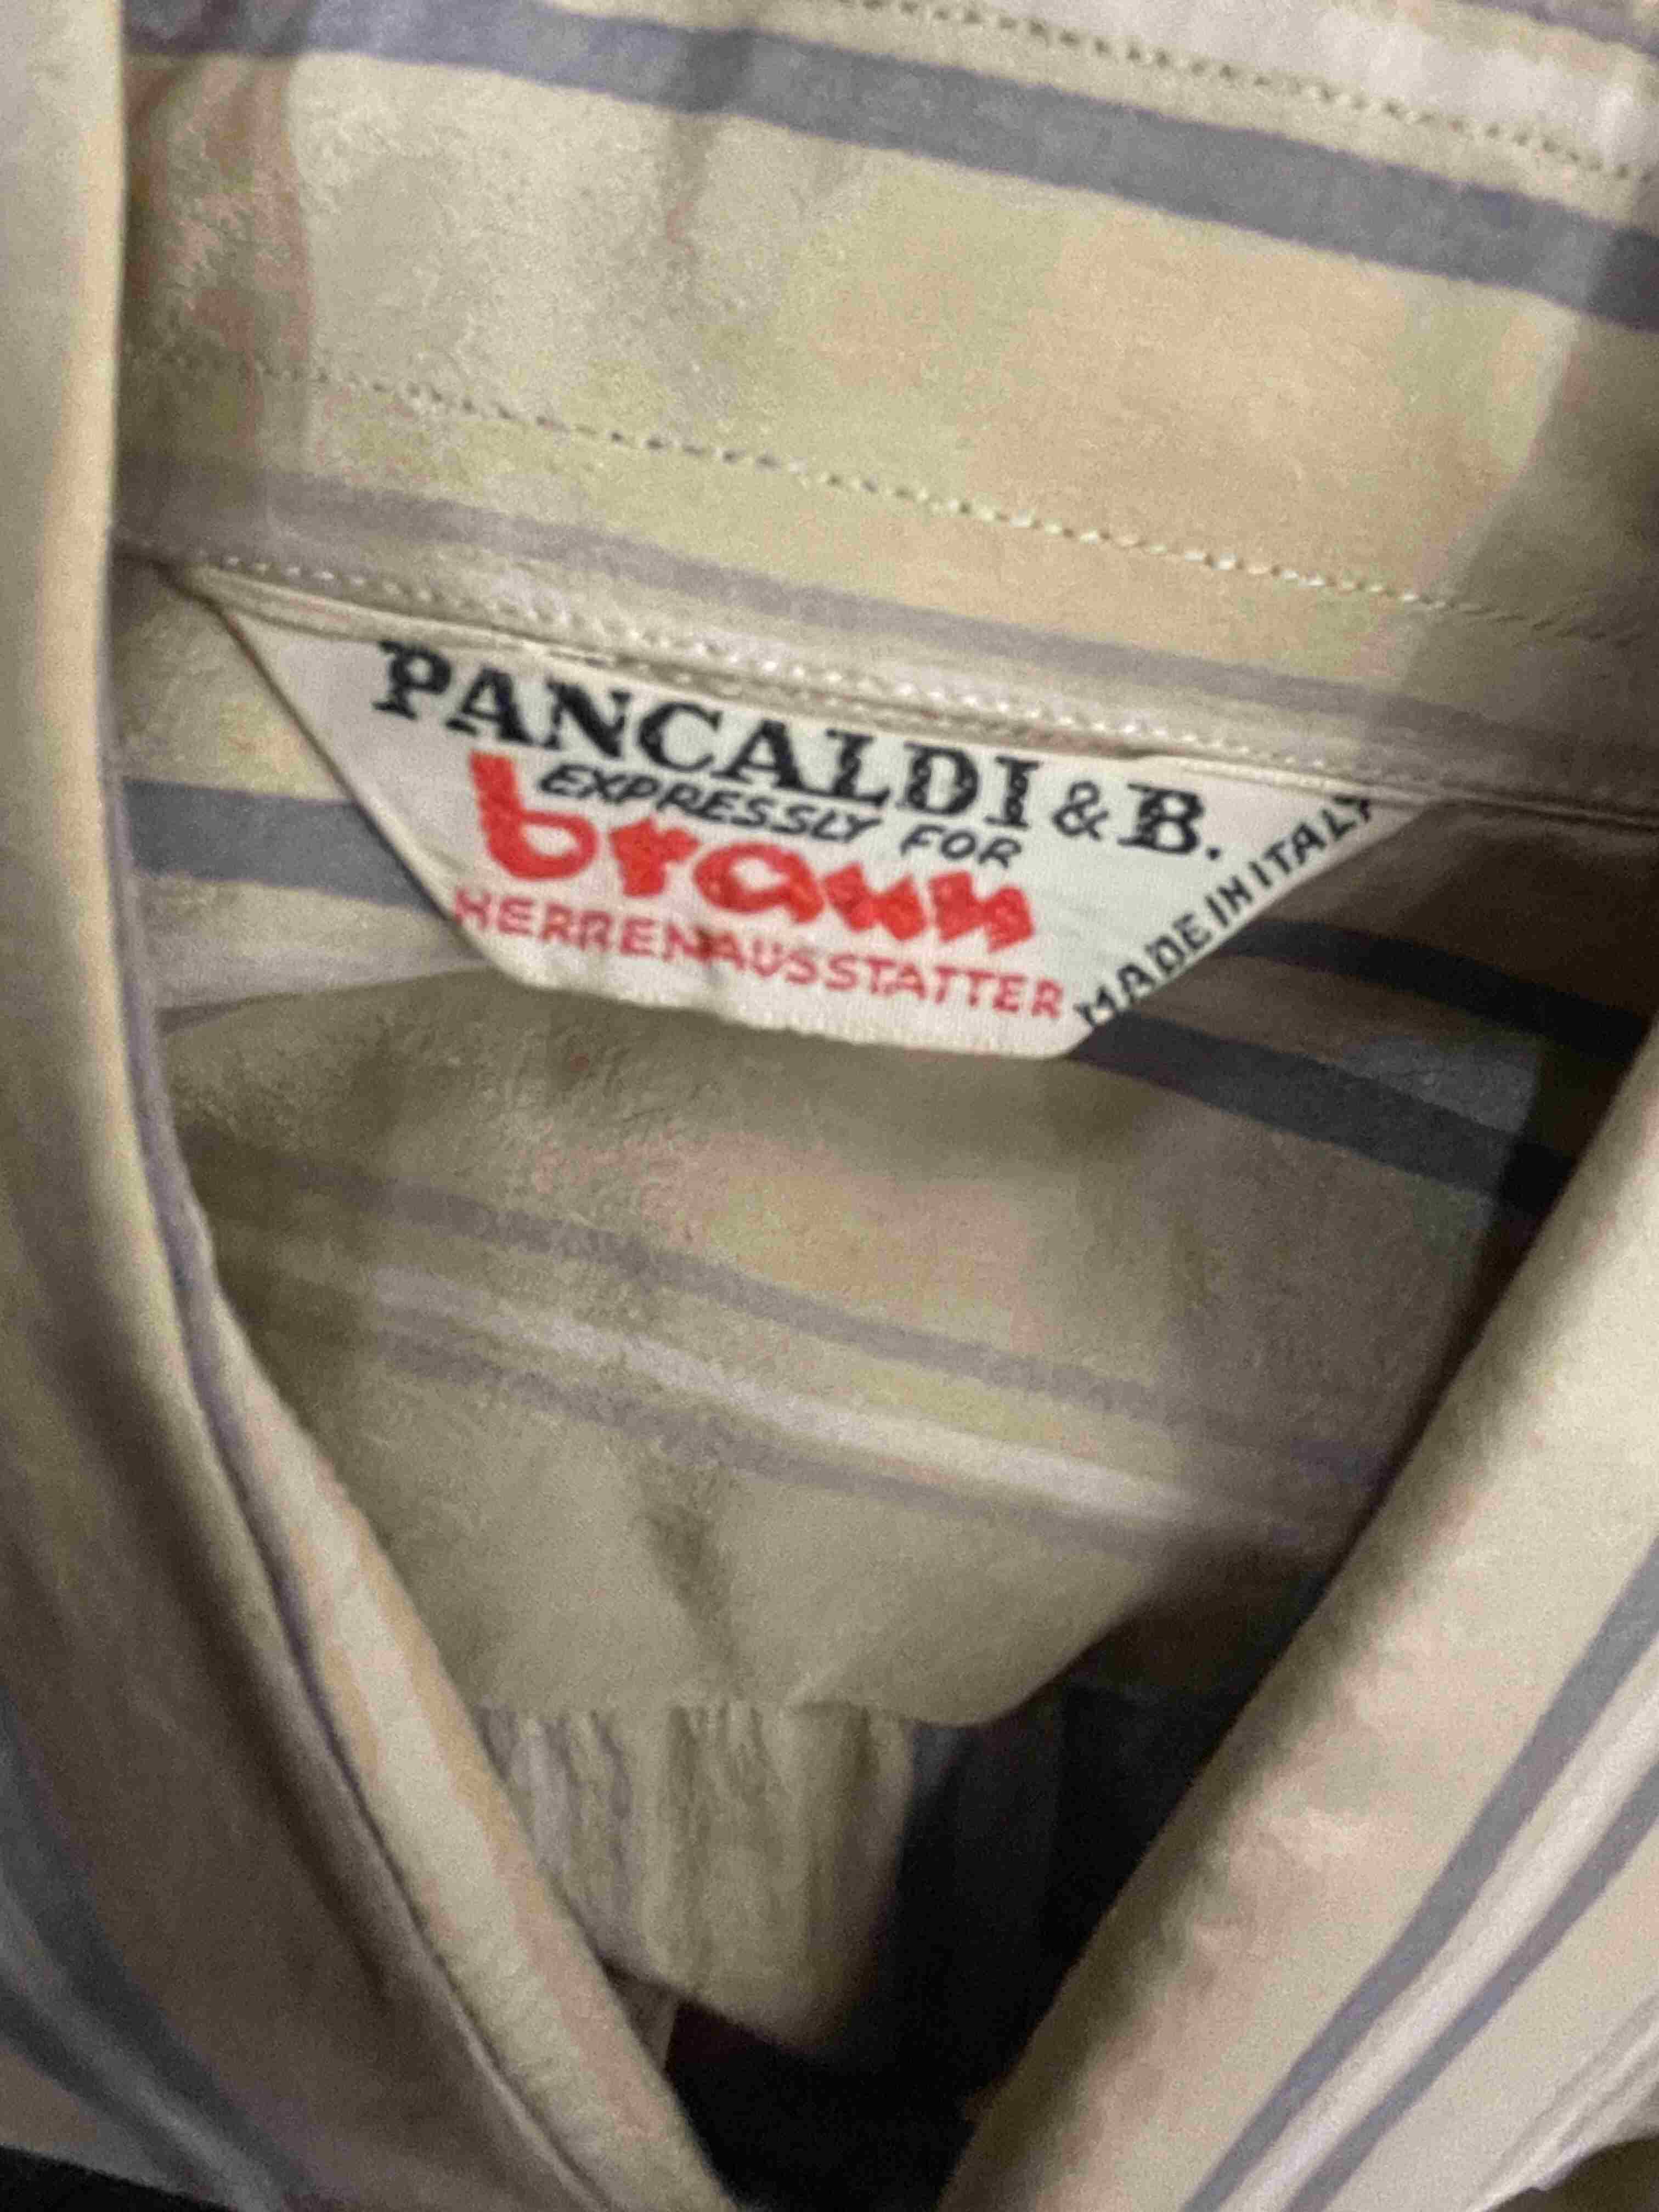 PANCALDI & B.
EXPRESSLY FOR
braun
HERRENAUSSTATTER
MADE IN ITALY